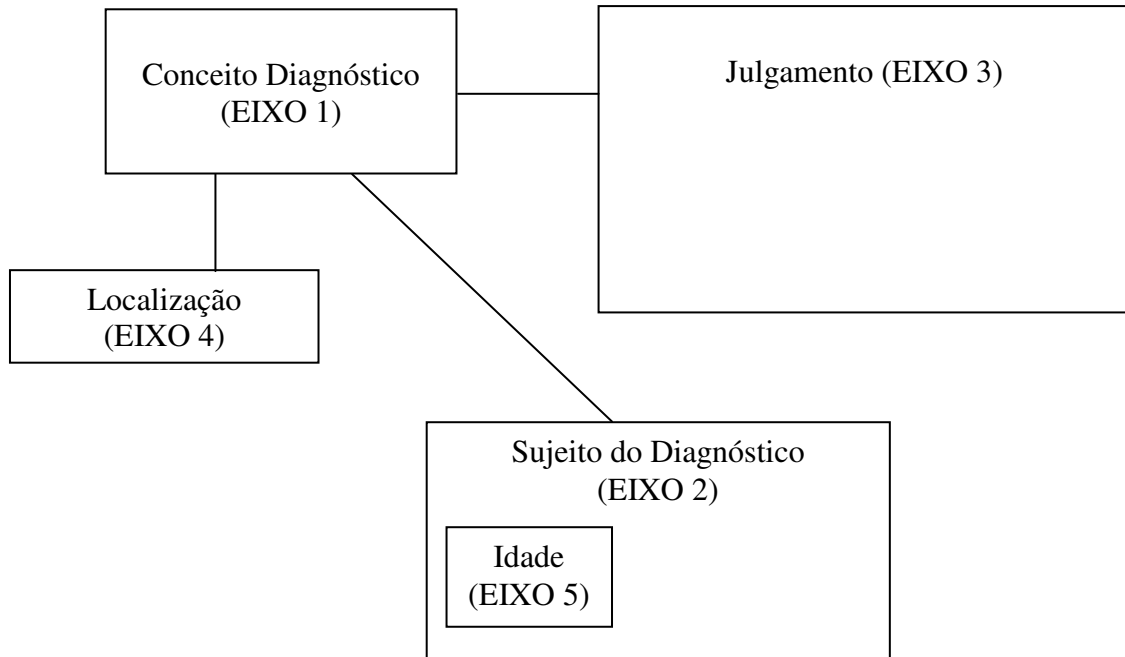 Conceito Diagnóstico
(EIXO 1)
Julgamento (EIXO 3)
Localização
(EIXO 4)
Sujeito do Diagnóstico
(EIXO 2)
Idade
(EIXO 5)